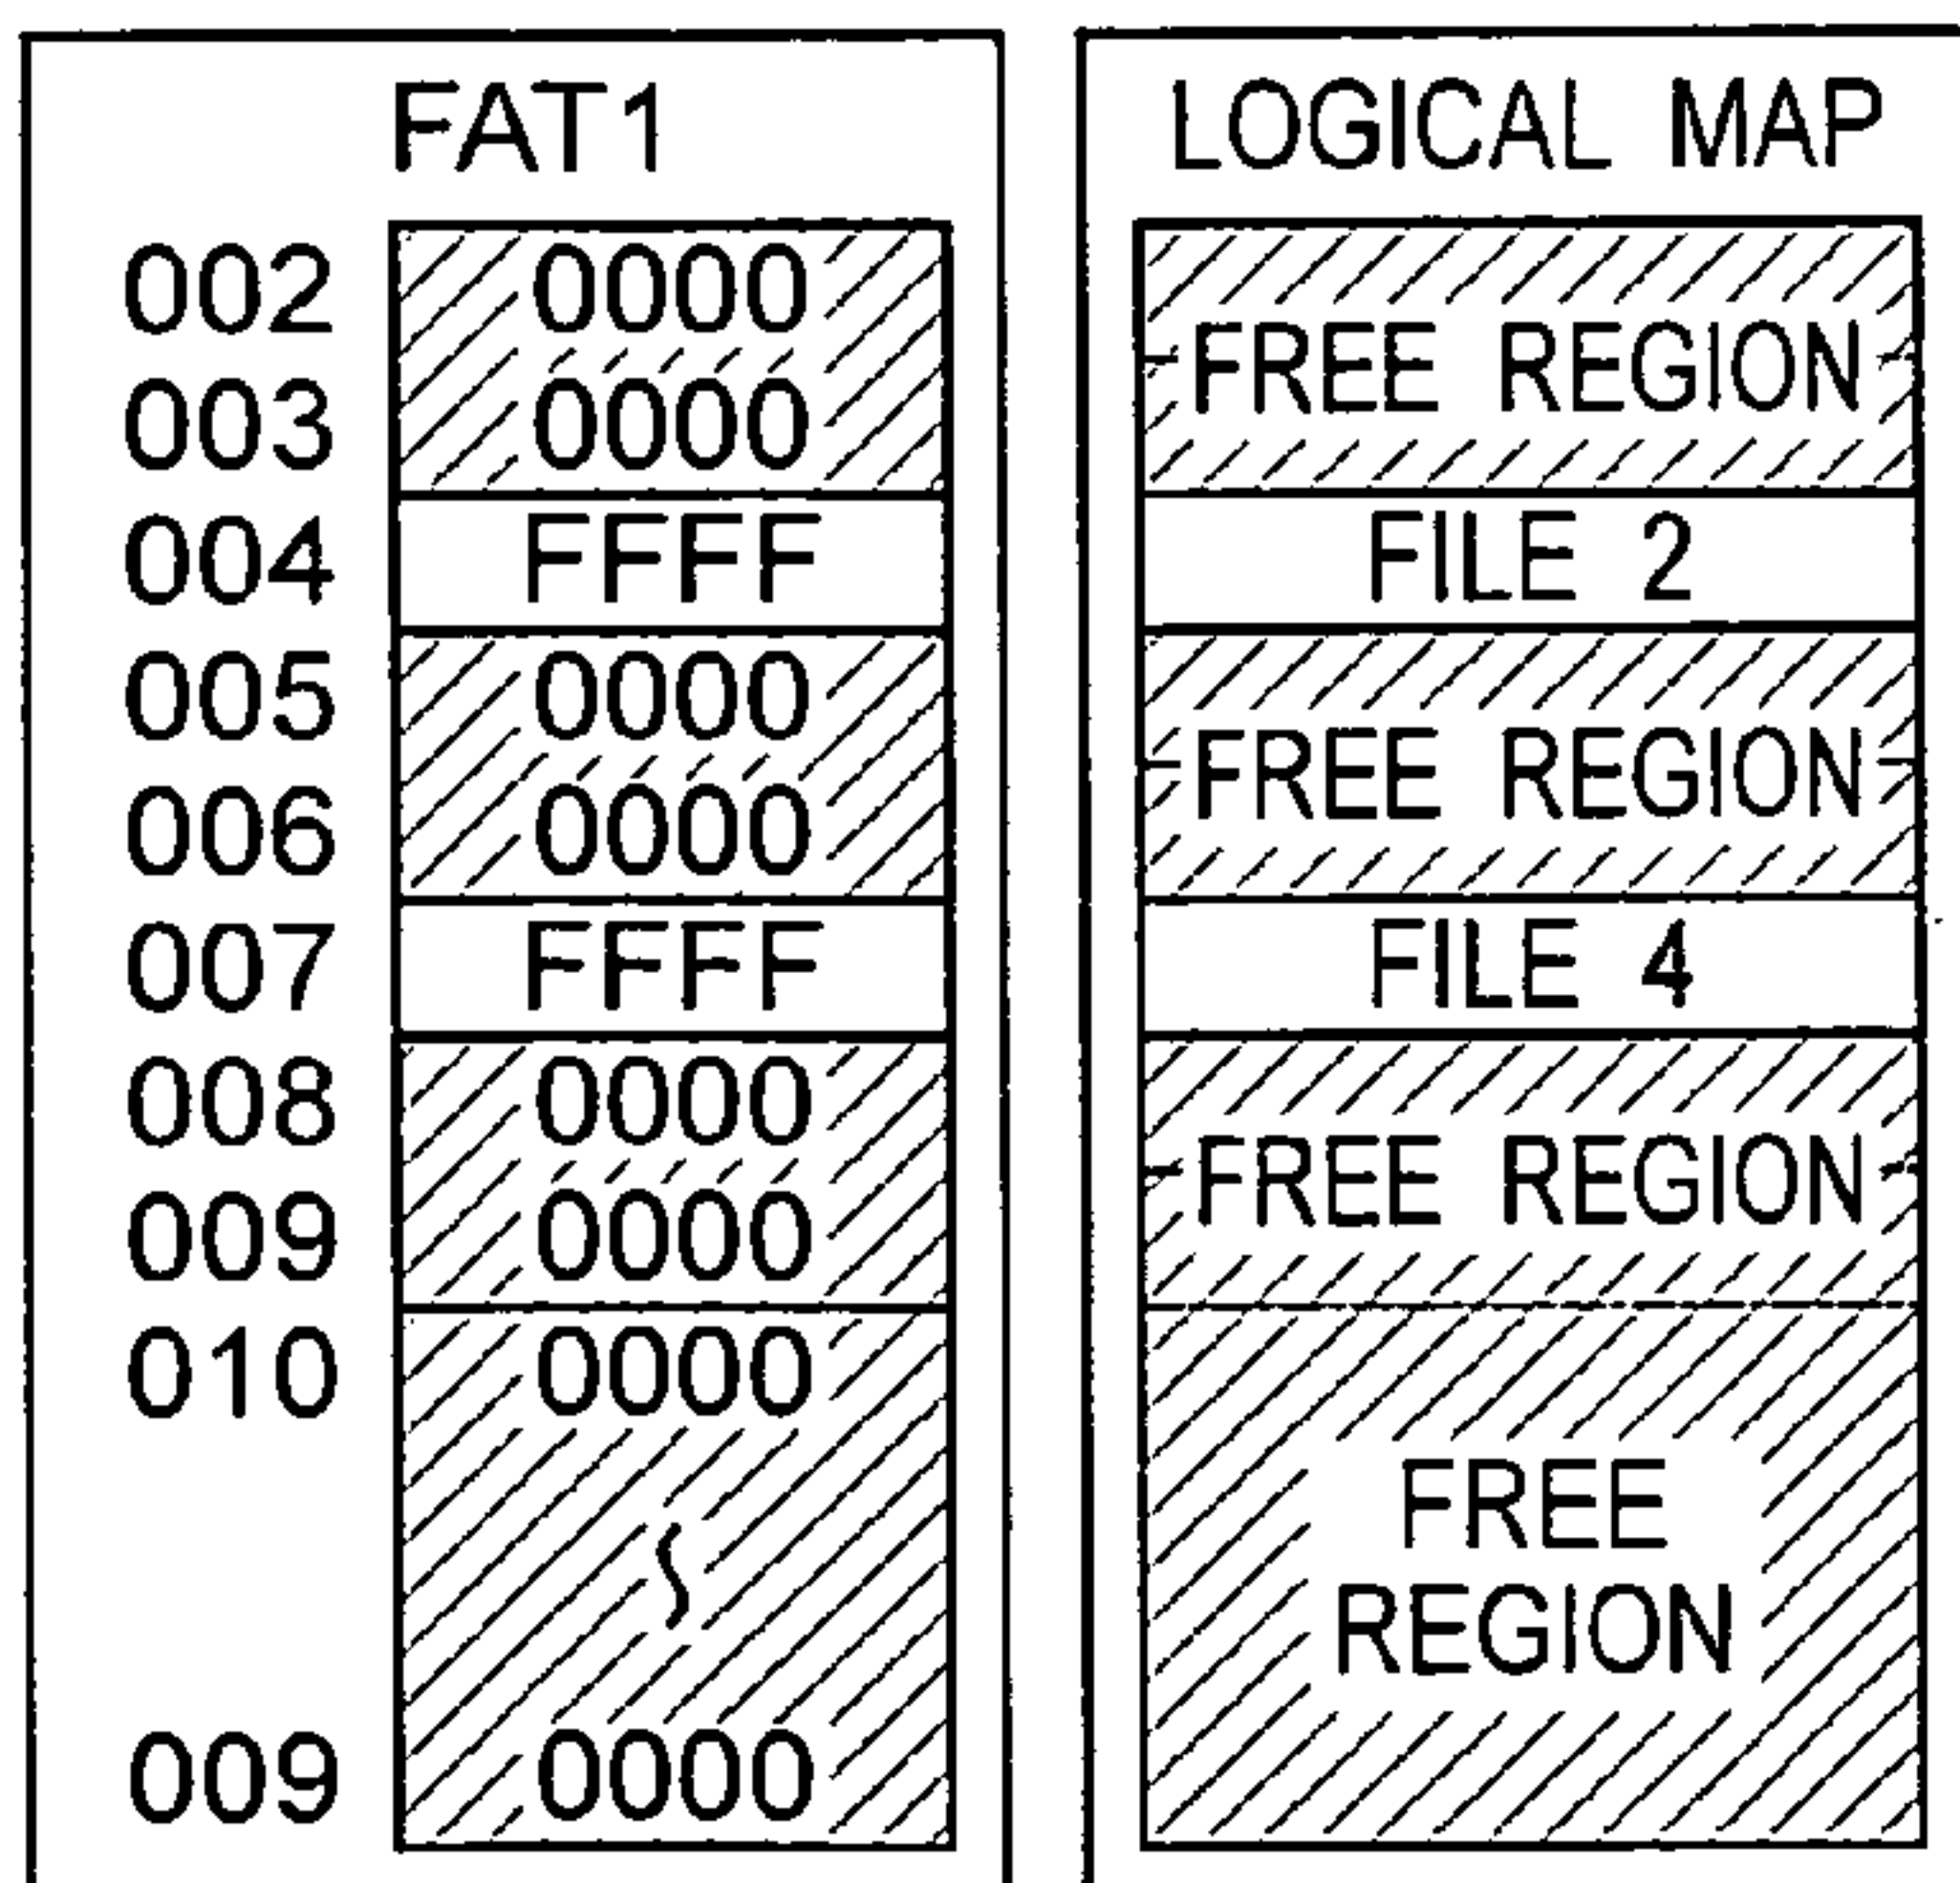 FAT1
002 0000
003 0000
004 FFFF
005 0000
006 0000
007 FFFF
008 0000
009 0000
010 0000
009 0000
LOGICAL MAP
FREE REGION
FILE 2
FREE REGION
FILE 4
FREE REGION
FREE
REGION